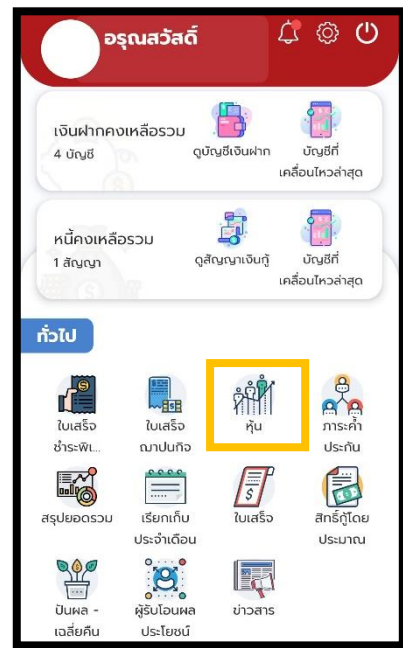 อรุณสวัสดิ์
เงินฝากคงเหลือรวม
4 บัญชี
ดูบัญชีเงินฝาก
บัญชีที่
เคลื่อนไหวล่าสุด
หนี้คงเหลือรวม
1 สัญญา
ดูสัญญาเงินกู้
บัญชีที่
เคลื่อนไหวล่าสุด
ทั่วไป
ใบเสร็จ
ชำระพิเ...
ใบเสร็จ
ฌาปนกิจ
หุ้น
ภาระค้ำ
ประกัน
สรุปยอดรวม
เรียกเก็บ
ประจำเดือน
ใบเสร็จ
สิทธิ์กู้โดย
ประมาณ
ปันผล -
เฉลี่ยคืน
ผู้รับโอนผล
ประโยชน์
ข่าวสาร